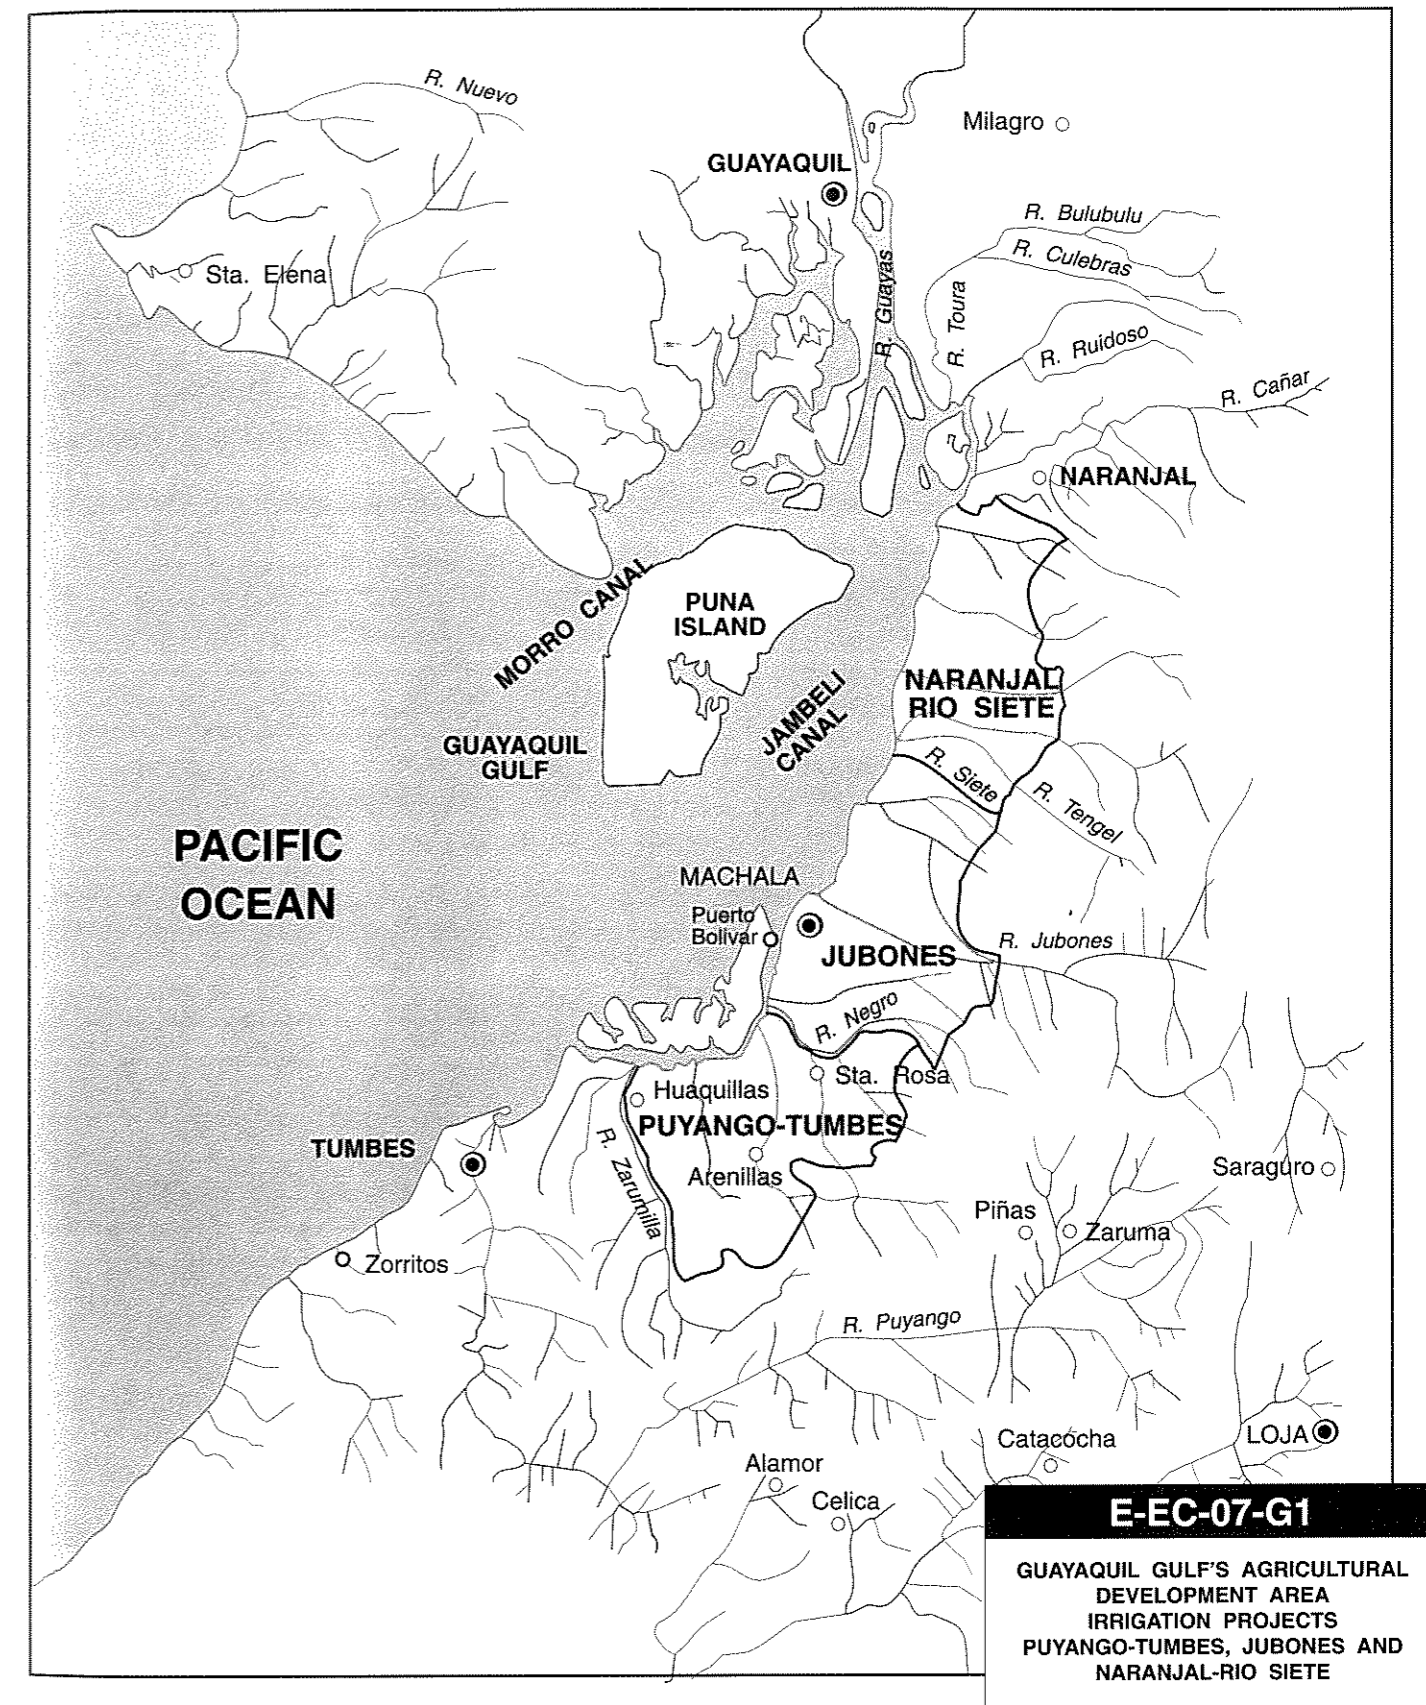 R. Nuevo
Milagro
GUAYAQUIL
R. Bulubulu
R. Culebras
Sta. Elena
R. Guayas
R. Toura
R. Ruidoso
R. Cañar
NARANJAL
MORRO CANAL
PUNA
ISLAND
NARANJAL
RIO SIETE
JAMBELI
CANAL
GUAYAQUIL
GULF
R. Siete
R. Tengel
PACIFIC
OCEAN
MACHALA
Puerto
Bolivar
JUBONES
R. Jubones
R. Negro
Sta. Rosa
Huaquillas
PUYANGO-TUMBES
TUMBES
R. Zarumilla
Arenillas
Saraguro
Piñas
Zaruma
Zorritos
R. Puyango
Catacocha
LOJA
Alamor
Celica
E-EC-07-G1
GUAYAQUIL GULF'S AGRICULTURAL
DEVELOPMENT AREA
IRRIGATION PROJECTS
PUYANGO-TUMBES, JUBONES AND
NARANJAL-RIO SIETE